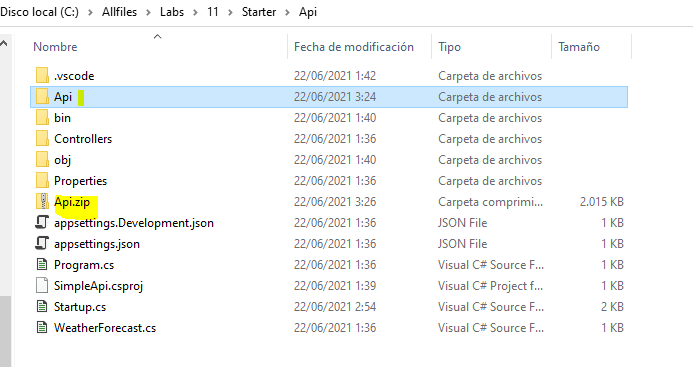 Disco local (C:) > Allfiles > Labs > 11 > Starter > Api
Nombre Fecha de modificación Tipo Tamaño
.vscode 22/06/2021 1:42 Carpeta de archivos
Api 22/06/2021 3:24 Carpeta de archivos
bin 22/06/2021 1:40 Carpeta de archivos
Controllers 22/06/2021 1:36 Carpeta de archivos
obj 22/06/2021 1:40 Carpeta de archivos
Properties 22/06/2021 1:36 Carpeta de archivos
Api.zip 22/06/2021 3:26 Carpeta comprimi... 2.015 KB
appsettings.Development.json 22/06/2021 1:36 JSON File 1 KB
appsettings.json 22/06/2021 1:36 JSON File 1 KB
Program.cs 22/06/2021 1:36 Visual C# Source F... 1 KB
SimpleApi.csproj 22/06/2021 1:39 Visual C# Project f... 1 KB
Startup.cs 22/06/2021 2:54 Visual C# Source F... 2 KB
WeatherForecast.cs 22/06/2021 1:36 Visual C# Source F... 1 KB